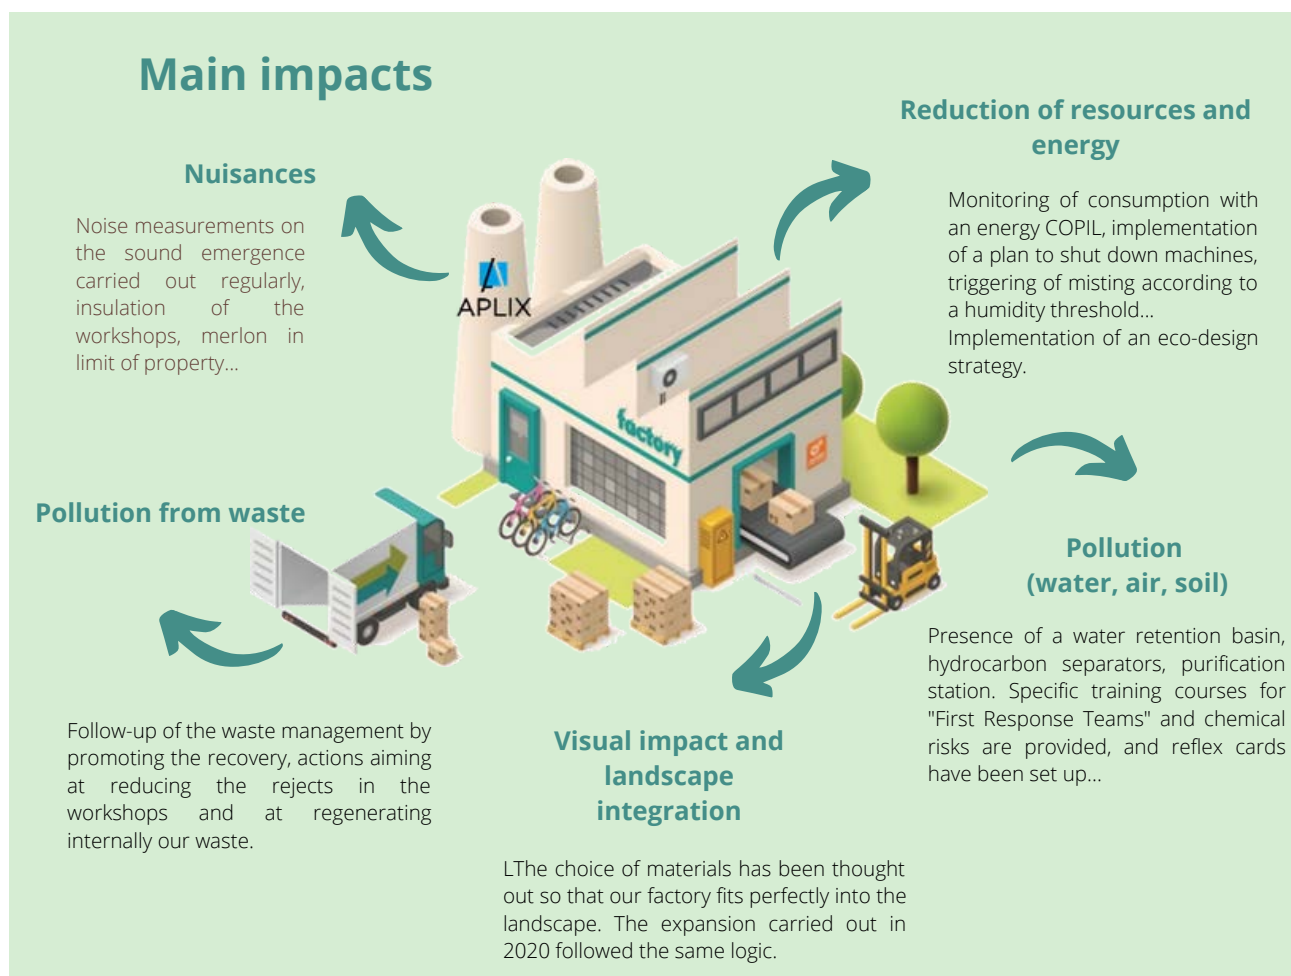 Main impacts
Nuisances
Noise measurements on
the sound emergence
carried out regularly,
insulation of the
workshops, merlon in
limit of property...
Reduction of resources and
energy
Monitoring of consumption with
an energy COPIL, implementation
of a plan to shut down machines,
triggering of misting according to
a humidity threshold...
Implementation of an eco-design
strategy.
APLIX
factory
Pollution from waste
Follow-up of the waste management by
promoting the recovery, actions aiming
at reducing the rejects in the
workshops and at regenerating
internally our waste.
Visual impact and
landscape
integration
LThe choice of materials has been thought
out so that our factory fits perfectly into the
landscape. The expansion carried out in
2020 followed the same logic.
Pollution
(water, air, soil)
Presence of a water retention basin,
hydrocarbon separators, purification
station. Specific training courses for
"First Response Teams" and chemical
risks are provided, and reflex cards
have been set up...